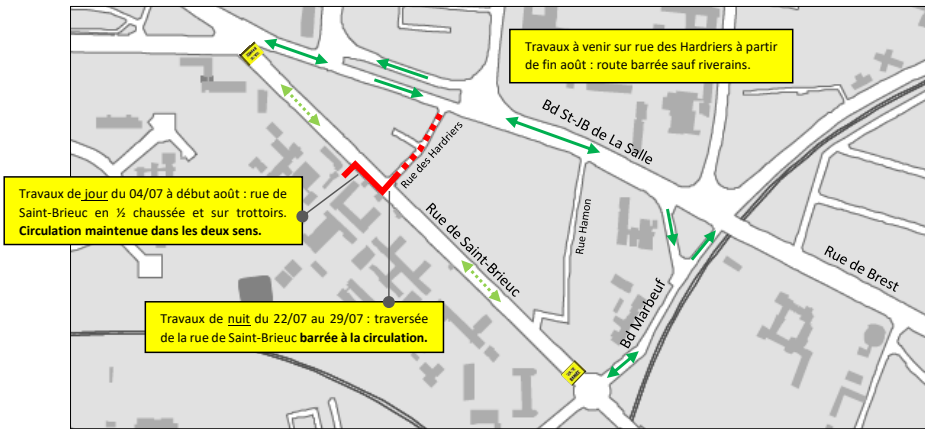 Travaux à venir sur rue des Hardriers à partir
de fin août : route barrée sauf riverains.
Bd St-JB de La Salle
Rue des Hardriers
Travaux de jour du 04/07 à début août : rue de
Saint-Brieuc en ½ chaussée et sur trottoirs.
Circulation maintenue dans les deux sens.
Rue de Saint-Brieuc
Rue Hamon
Rue de Brest
Bd Marbeuf
Travaux de nuit du 22/07 au 29/07 : traversée
de la rue de Saint-Brieuc barrée à la circulation.